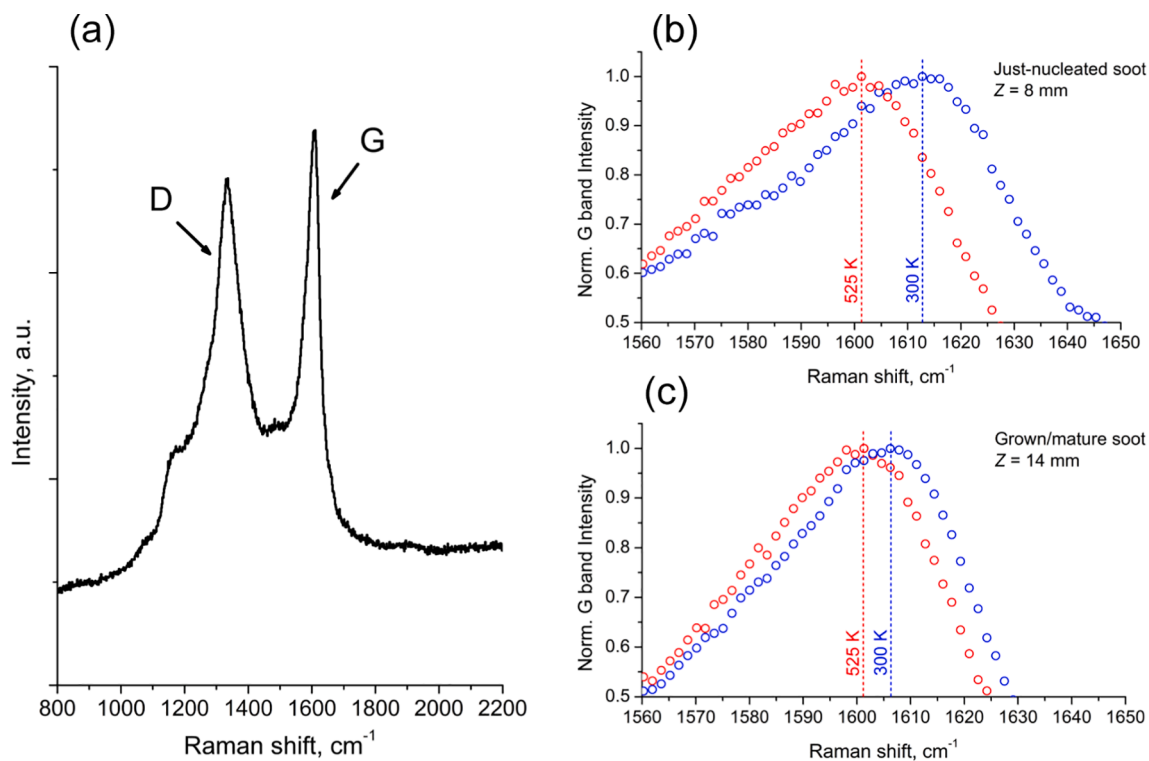 (a)
D
G
Intensity, a.u.
800 1000 1200 1400 1600 1800 2000 2200
Raman shift, cm-1
(b)
Just-nucleated soot
Z = 8 mm
Norm. G band Intensity
1.0
0.9
0.8
0.7
0.6
0.5
525 K
300 K
1560 1570 1580 1590 1600 1610 1620 1630 1640 1650
Raman shift, cm-1
(c)
Grown/mature soot
Z = 14 mm
Norm. G band Intensity
1.0
0.9
0.8
0.7
0.6
0.5
525 K
300 K
1560 1570 1580 1590 1600 1610 1620 1630 1640 1650
Raman shift, cm-1